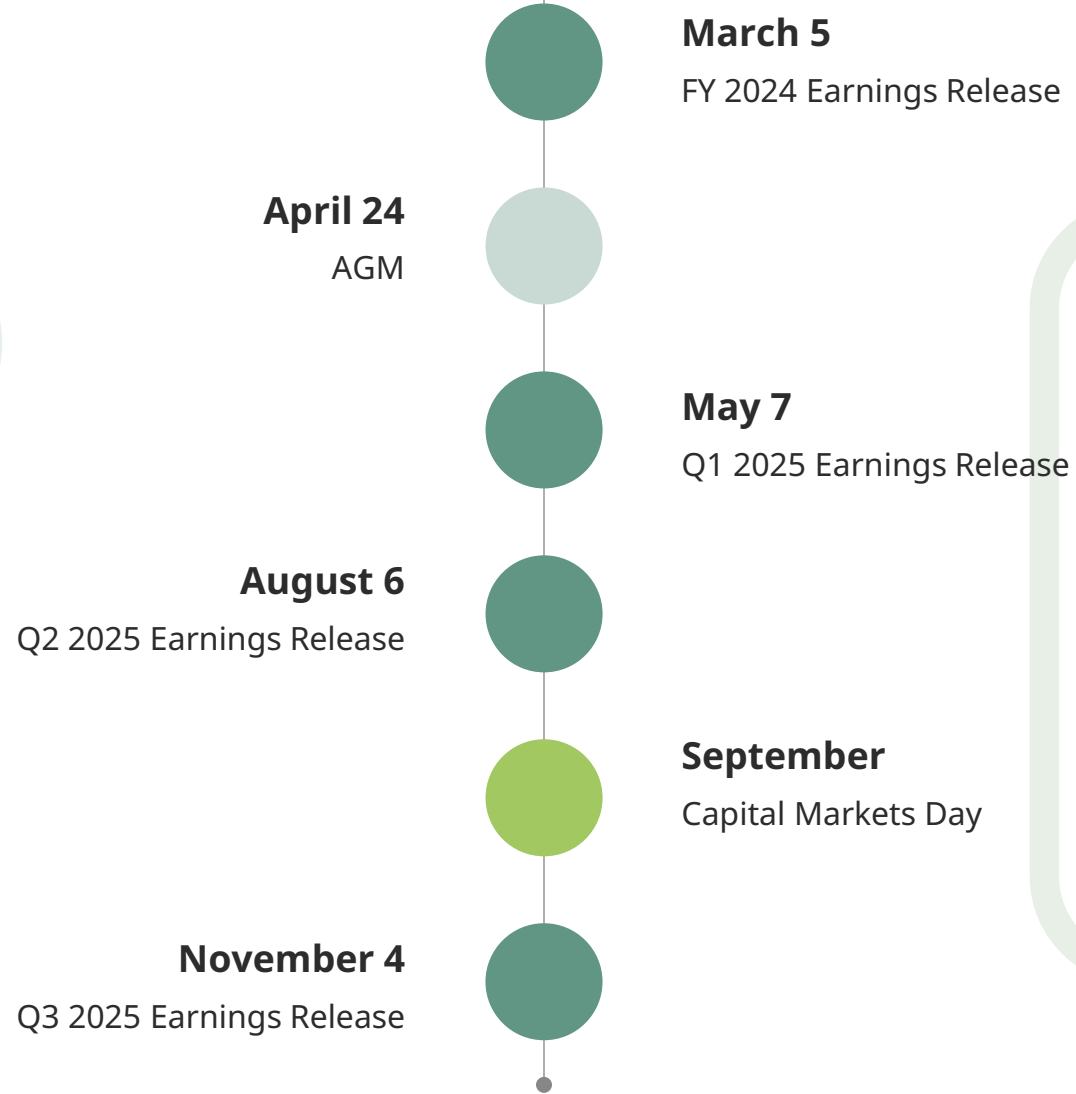 March 5
FY 2024 Earnings Release
April 24
AGM
May 7
Q1 2025 Earnings Release
August 6
Q2 2025 Earnings Release
September
Capital Markets Day
November 4
Q3 2025 Earnings Release